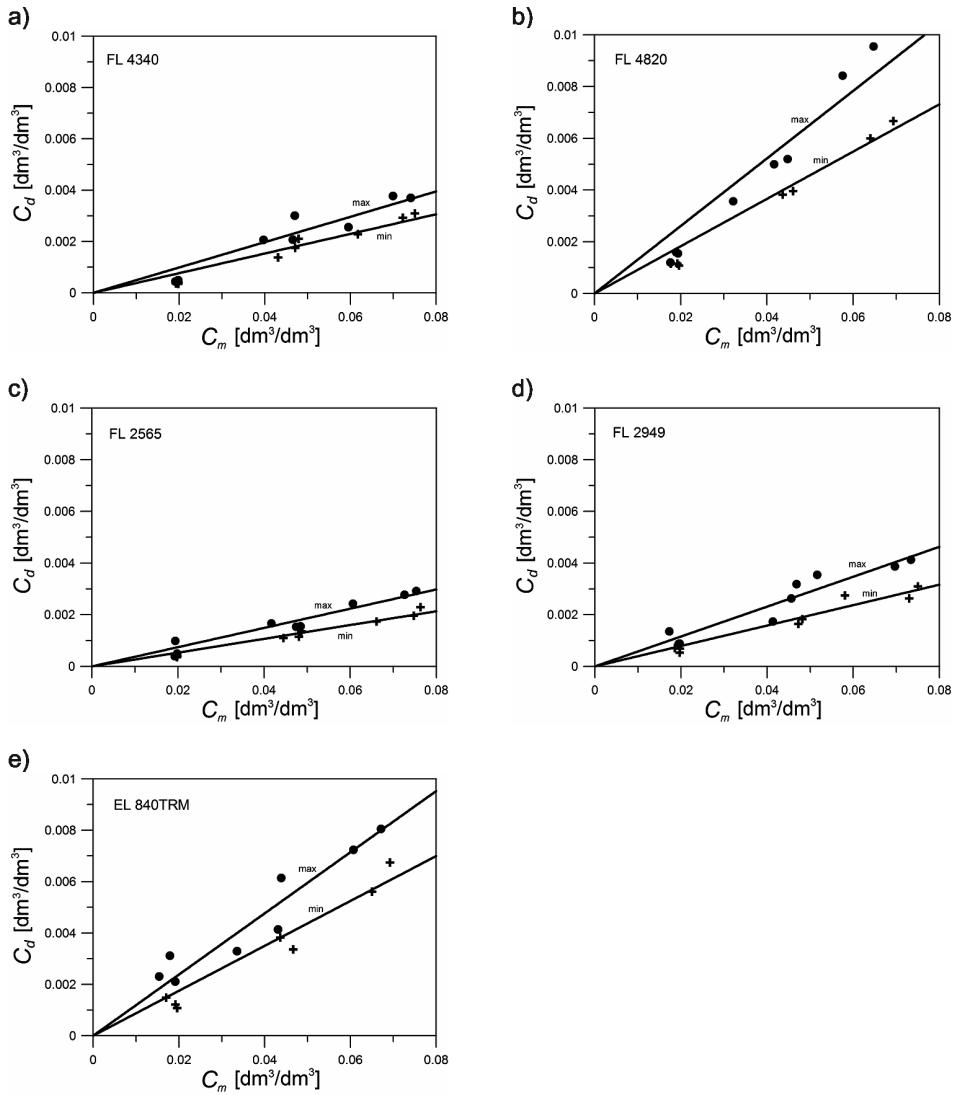 a)
FL 4340
0.01
0.008
0.006
0.004
0.002
0
C_d [dm³/dm³]
max
min
0
0.02
0.04
0.06
0.08
C_m [dm³/dm³]
b)
FL 4820
0.01
0.008
0.006
0.004
0.002
0
C_d [dm³/dm³]
max
min
0
0.02
0.04
0.06
0.08
C_m [dm³/dm³]
c)
FL 2565
0.01
0.008
0.006
0.004
0.002
0
C_d [dm³/dm³]
max
min
0
0.02
0.04
0.06
0.08
C_m [dm³/dm³]
d)
FL 2949
0.01
0.008
0.006
0.004
0.002
0
C_d [dm³/dm³]
max
min
0
0.02
0.04
0.06
0.08
C_m [dm³/dm³]
e)
EL 840TRM
0.01
0.008
0.006
0.004
0.002
0
C_d [dm³/dm³]
max
min
0
0.02
0.04
0.06
0.08
C_m [dm³/dm³]